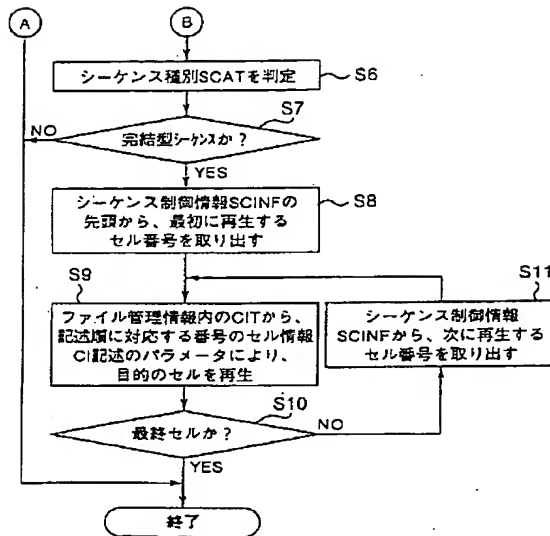 A
B
シーケンス種別SCATを判定
S6
S7
NO
完結型シーケンスか？
YES
シーケンス制御情報SCINFの
先頭から、最初に再生する
セル番号を取り出す
S8
S9
ファイル管理情報内のCITから、
記述順に対応する番号のセル情報
CI記述のパラメータにより、
目的のセルを再生
S11
シーケンス制御情報
SCINFから、次に再生する
セル番号を取り出す
S10
最終セルか？
NO
YES
終了